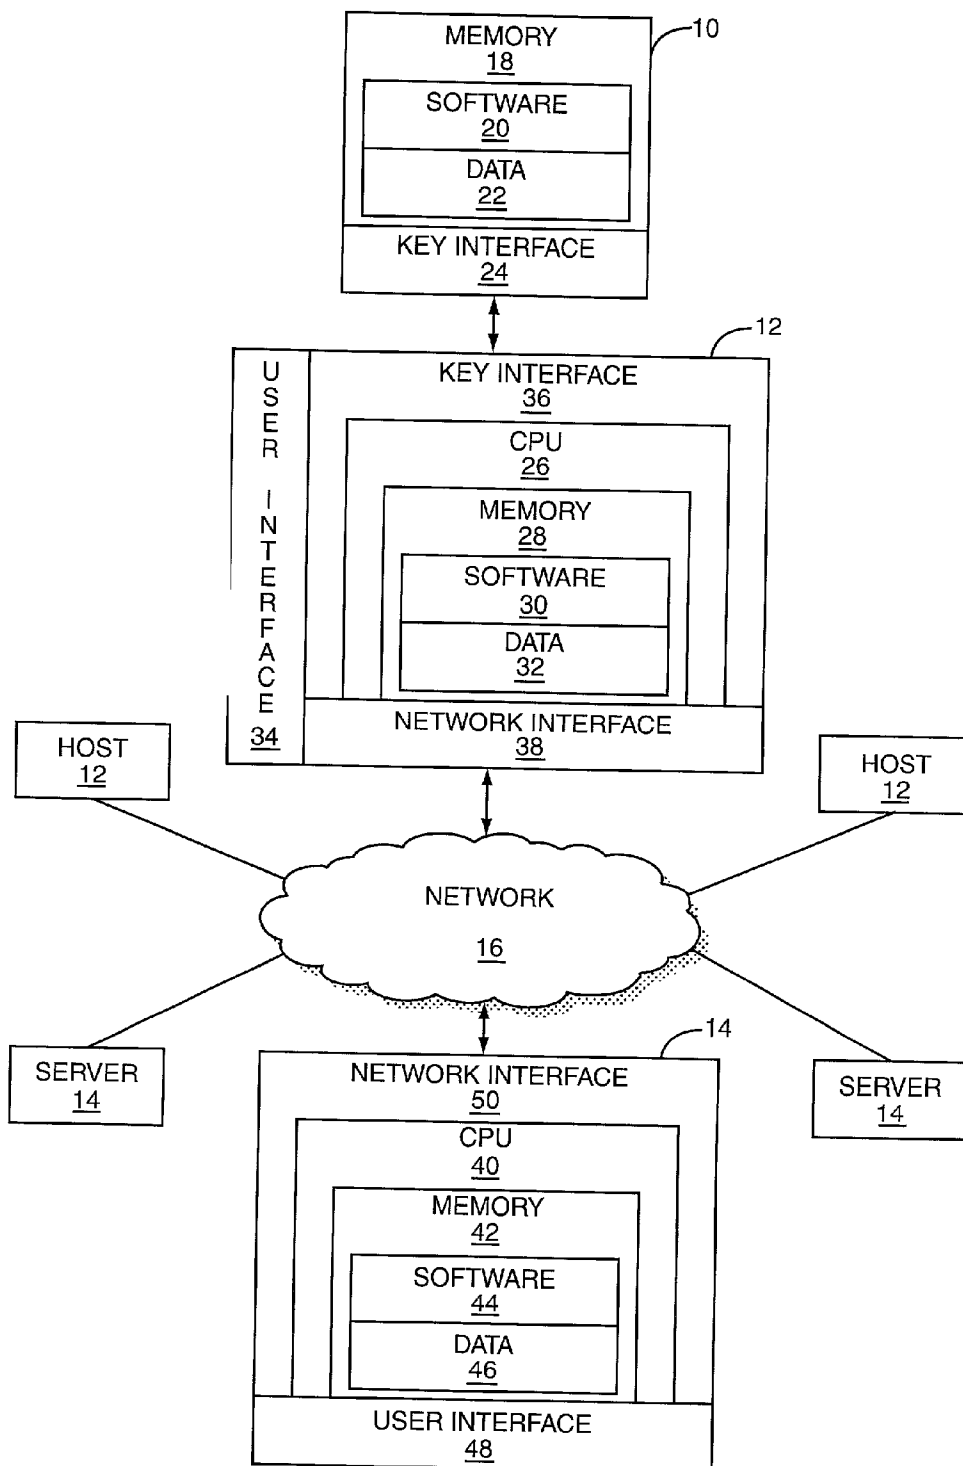 10
MEMORY
18
SOFTWARE
20
DATA
22
KEY INTERFACE
24
12
USER INTERFACE
34
KEY INTERFACE
36
CPU
26
MEMORY
28
SOFTWARE
30
DATA
32
NETWORK INTERFACE
38
HOST
12
HOST
12
NETWORK
16
SERVER
14
SERVER
14
14
NETWORK INTERFACE
50
CPU
40
MEMORY
42
SOFTWARE
44
DATA
46
USER INTERFACE
48